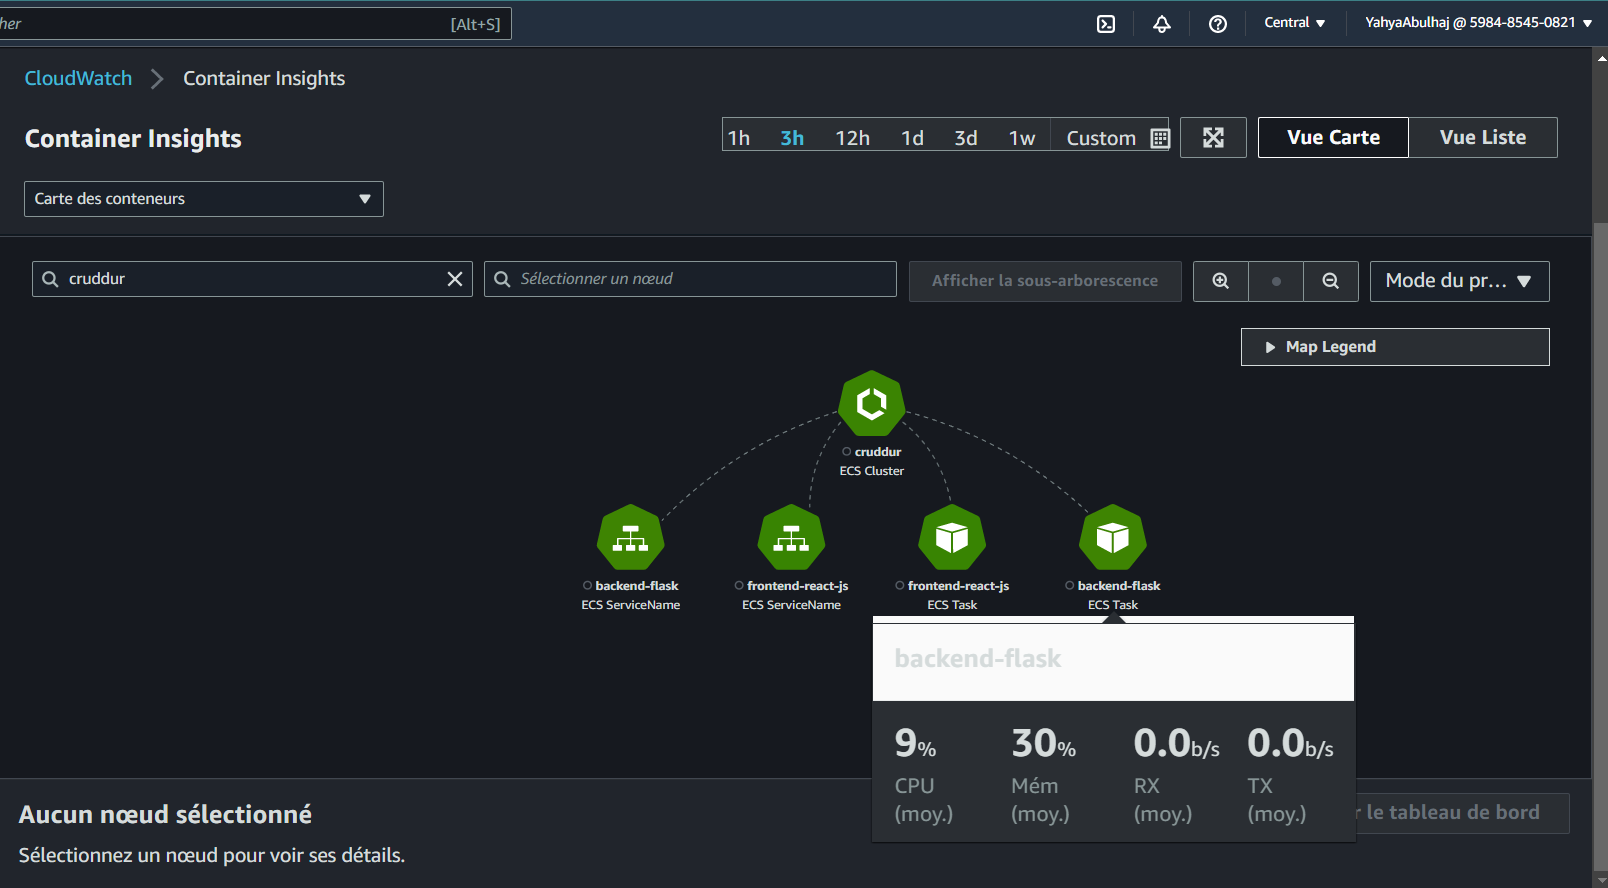 her [Alt+S] Central YahyaAbulhaj @ 5984-8545-0821
CloudWatch Container Insights
Container Insights
1h 3h 12h 1d 3d 1w Custom Vue Carte Vue Liste
Carte des conteneurs
cruddur Sélectionner un nœud Afficher la sous-arborescence Mode du pr...
Map Legend
cruddur
ECS Cluster
backend-flask frontend-react-js frontend-react-js backend-flask
ECS ServiceName ECS ServiceName ECS Task ECS Task
backend-flask
9% 30% 0.0b/s 0.0b/s
CPU Mém RX TX
(moy.) (moy.) (moy.) (moy.)
Aucun nœud sélectionné r le tableau de bord
Sélectionnez un nœud pour voir ses détails.